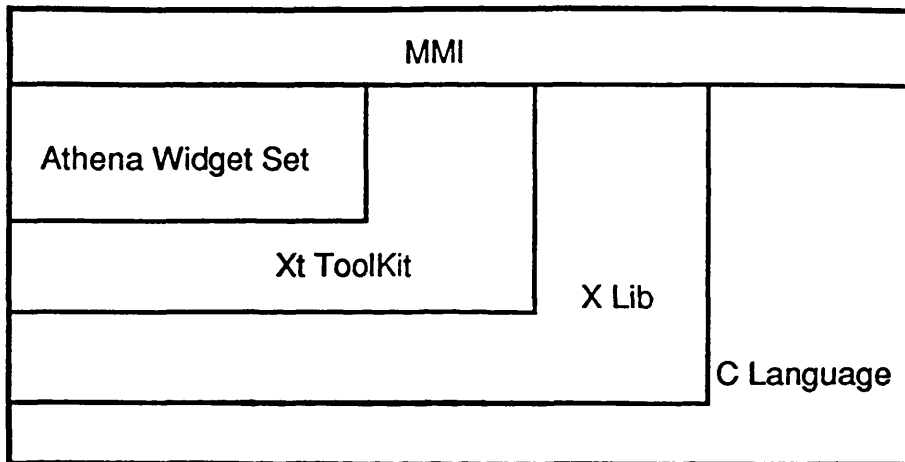 MMI
Athena Widget Set
Xt ToolKit
X Lib
C Language